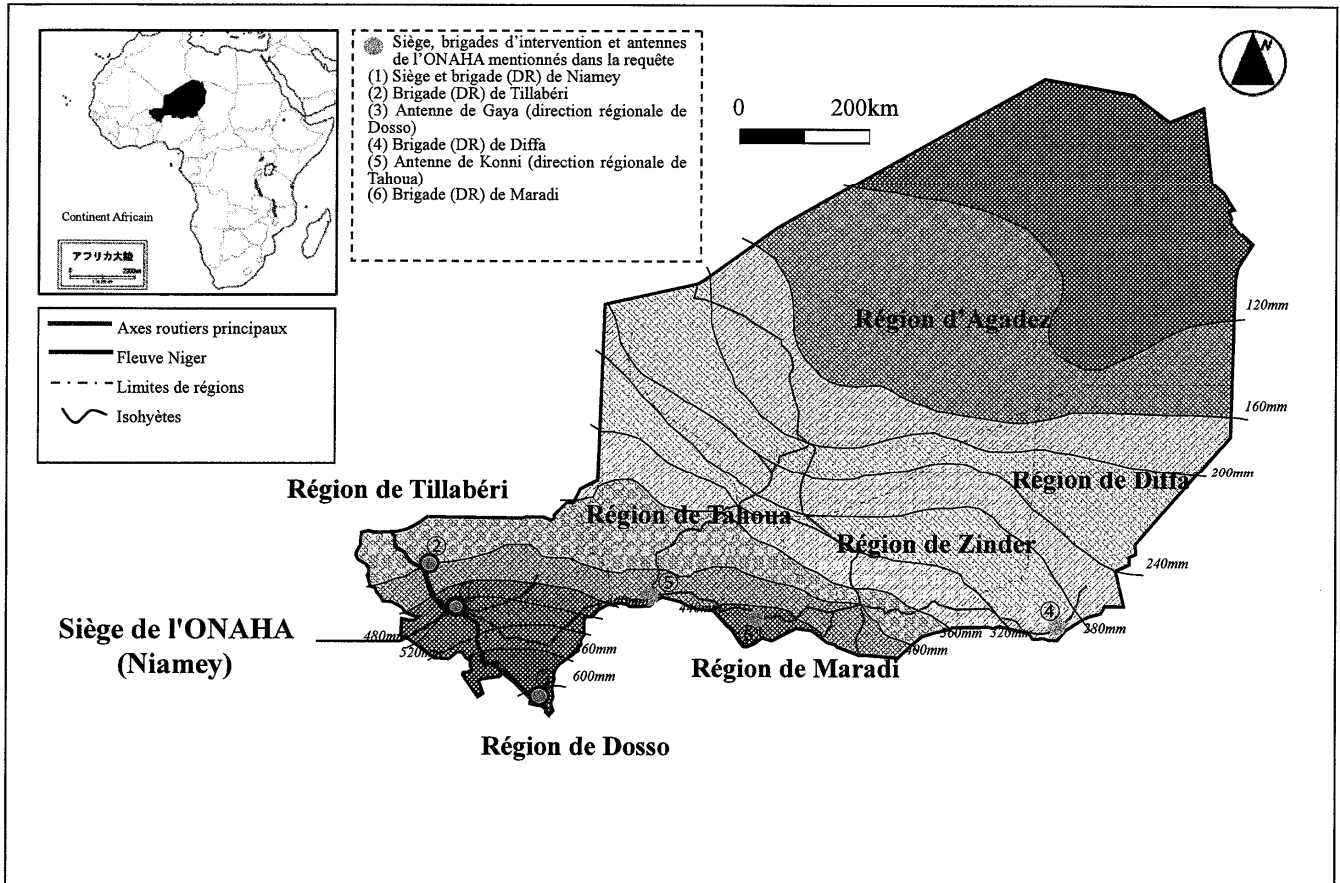 Continent Africain
アフリカ大陸
0
Siège, brigades d'intervention et antennes
de l'ONAHA mentionnés dans la requête
(1) Siège et brigade (DR) de Niamey
(2) Brigade (DR) de Tillabéri
(3) Antenne de Gaya (direction régionale de
Dosso)
(4) Brigade (DR) de Diffa
(5) Antenne de Konni (direction régionale de
Tahoua)
(6) Brigade (DR) de Maradi
0 200km
N
Axes routiers principaux
Fleuve Niger
Limites de régions
Isohyètes
Région d'Agadez
120mm
160mm
200mm
Région de Diffa
Région de Tillabéri
Région de Tahoua
Région de Zinder
240mm
②
⑤
④
440mm
280mm
320mm
360mm
400mm
Siège de l'ONAHA
(Niamey)
480mm
520mm
600mm
Région de Maradi
Région de Dosso